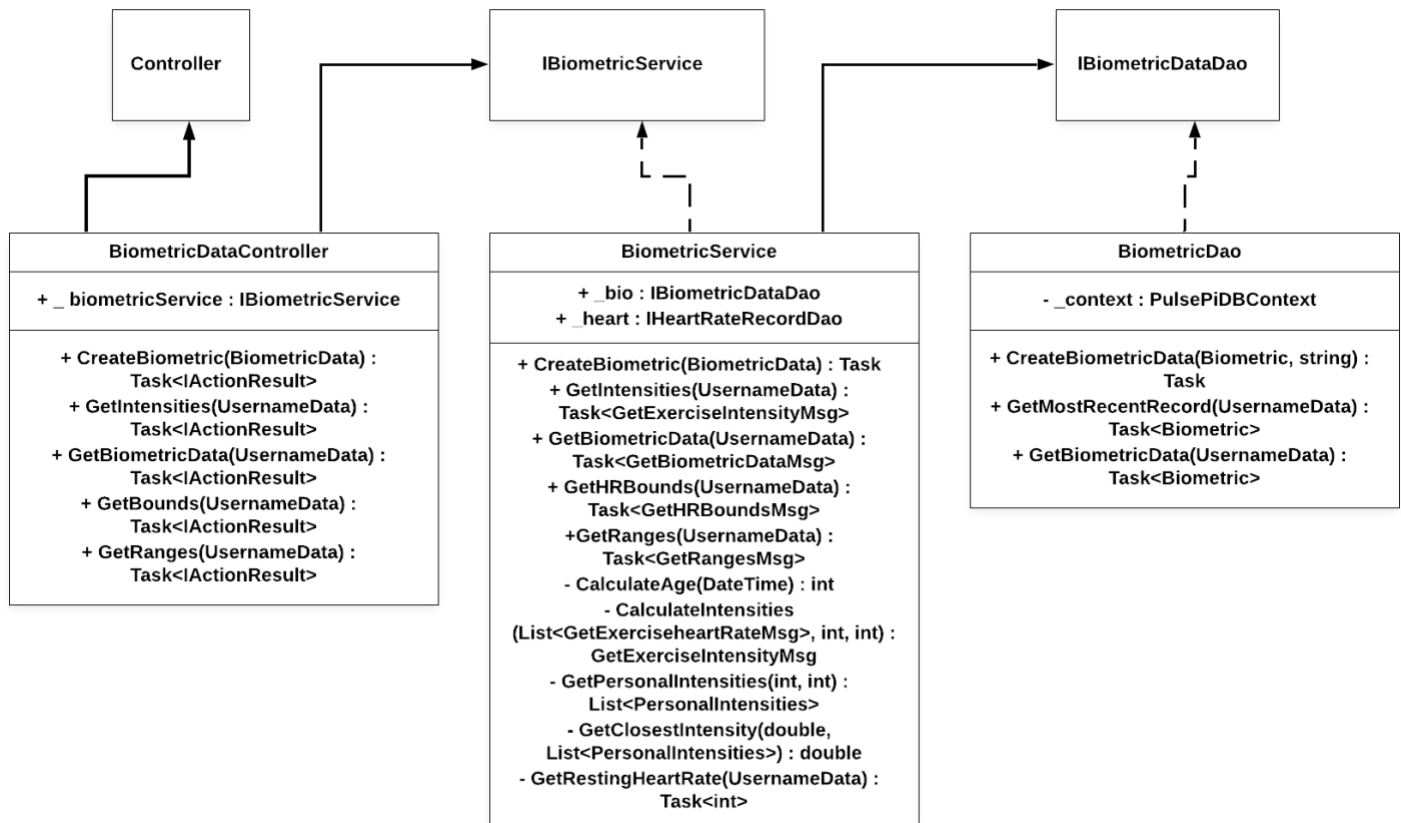 Controller
IBiometricService
IBiometricDataDao
BiometricDataController
+ _ biometricService : IBiometricService
+ CreateBiometric(BiometricData) :
Task<IActionResult>
+ GetIntensities(UsernameData) :
Task<IActionResult>
+ GetBiometricData(UsernameData) :
Task<IActionResult>
+ GetBounds(UsernameData) :
Task<IActionResult>
+ GetRanges(UsernameData) :
Task<IActionResult>
BiometricService
+ _bio : IBiometricDataDao
+ _heart : IHeartRateRecordDao
+ CreateBiometric(BiometricData) : Task
+ GetIntensities(UsernameData) :
Task<GetExerciseIntensityMsg>
+ GetBiometricData(UsernameData) :
Task<GetBiometricDataMsg>
+ GetHRBounds(UsernameData) :
Task<GetHRBoundsMsg>
+GetRanges(UsernameData) :
Task<GetRangesMsg>
- CalculateAge(DateTime) : int
- CalculateIntensities
(List<GetExerciseheartRateMsg>, int, int) :
GetExerciseIntensityMsg
- GetPersonalIntensities(int, int) :
List<PersonalIntensities>
- GetClosestIntensity(double,
List<PersonalIntensities>) : double
- GetRestingHeartRate(UsernameData) :
Task<int>
BiometricDao
- _context : PulsePiDBContext
+ CreateBiometricData(Biometric, string) :
Task
+ GetMostRecentRecord(UsernameData) :
Task<Biometric>
+ GetBiometricData(UsernameData) :
Task<Biometric>